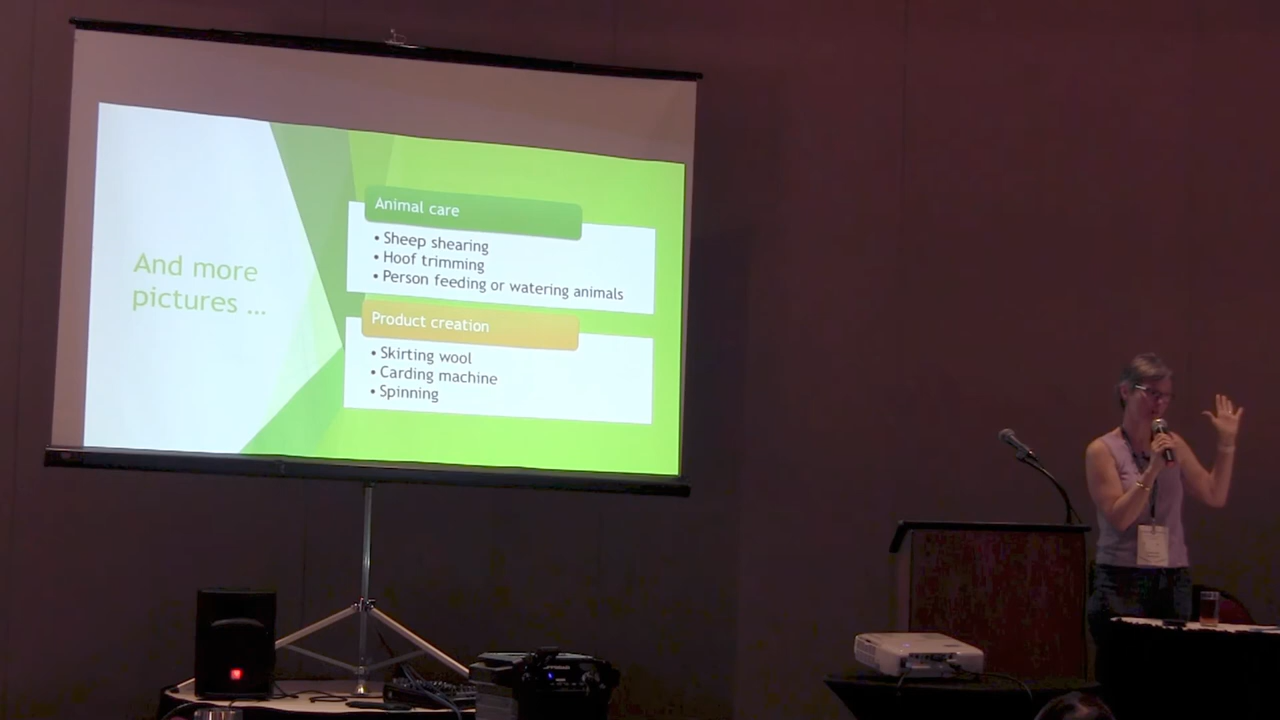 And more
pictures ...
Animal care
• Sheep shearing
• Hoof trimming
• Person feeding or watering animals
Product creation
• Skirting wool
• Carding machine
• Spinning